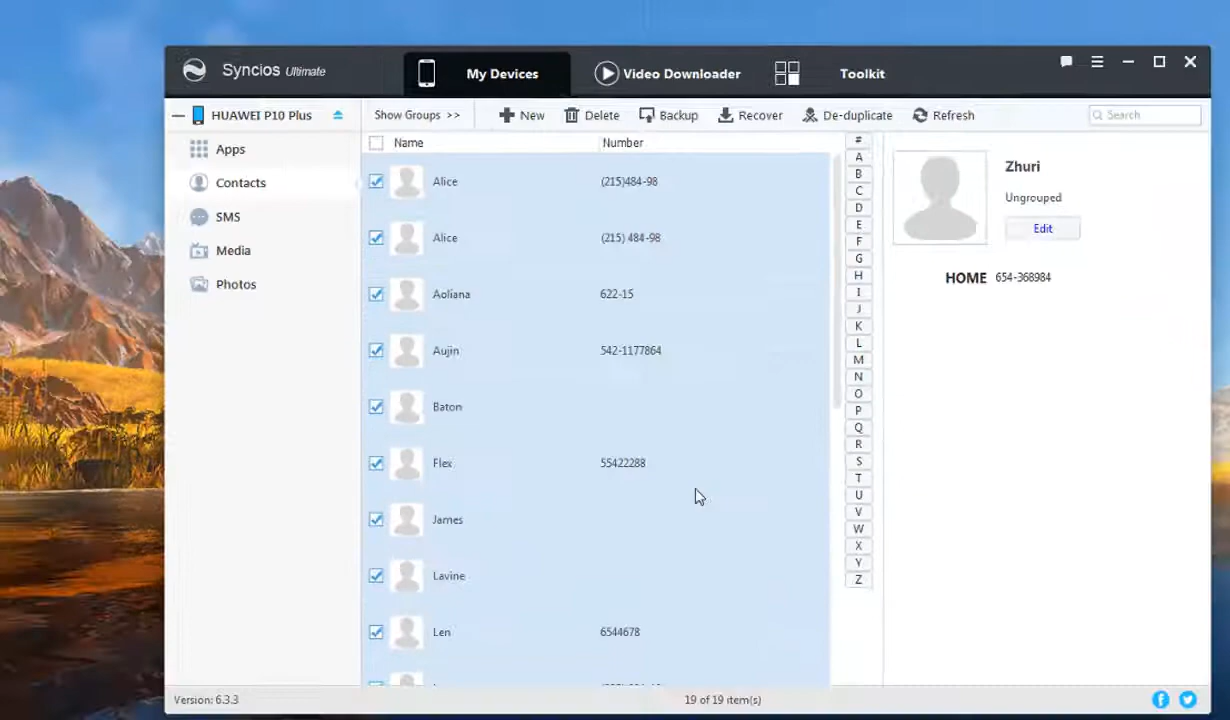 Syncios Ultimate
My Devices
Video Downloader
Toolkit
HUAWEI P10 Plus
Show Groups >>
New
Delete
Backup
Recover
De-duplicate
Refresh
Search
Apps
Contacts
SMS
Media
Photos
Name Number
Alice (215)484-98
Alice (215) 484-98
Aoliana 622-15
Aujin 542-1177864
Baton
Flex 55422288
James
Lavine
Len 6544678
#
A
B
C
D
E
F
G
H
I
J
K
L
M
N
O
P
Q
R
S
T
U
V
W
X
Y
Z
Zhuri
Ungrouped
Edit
HOME 654-368984
Version: 6.3.3
19 of 19 item(s)